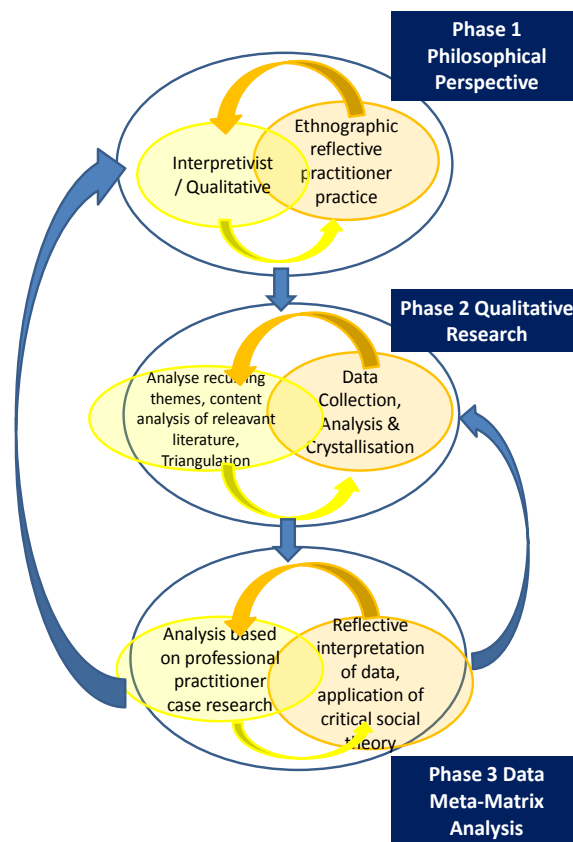 Phase 1
Philosophical
Perspective
Ethnographic
reflective
practitioner
practice
Interpretivist
/ Qualitative
Phase 2 Qualitative
Research
Analyse recurring
themes, content
analysis of releavant
literature,
Triangulation
Data
Collection,
Analysis &
Crystallisation
Analysis based
on professional
practitioner
case research
Reflective
interpretation
of data,
application of
critical social
theory
Phase 3 Data
Meta-Matrix
Analysis